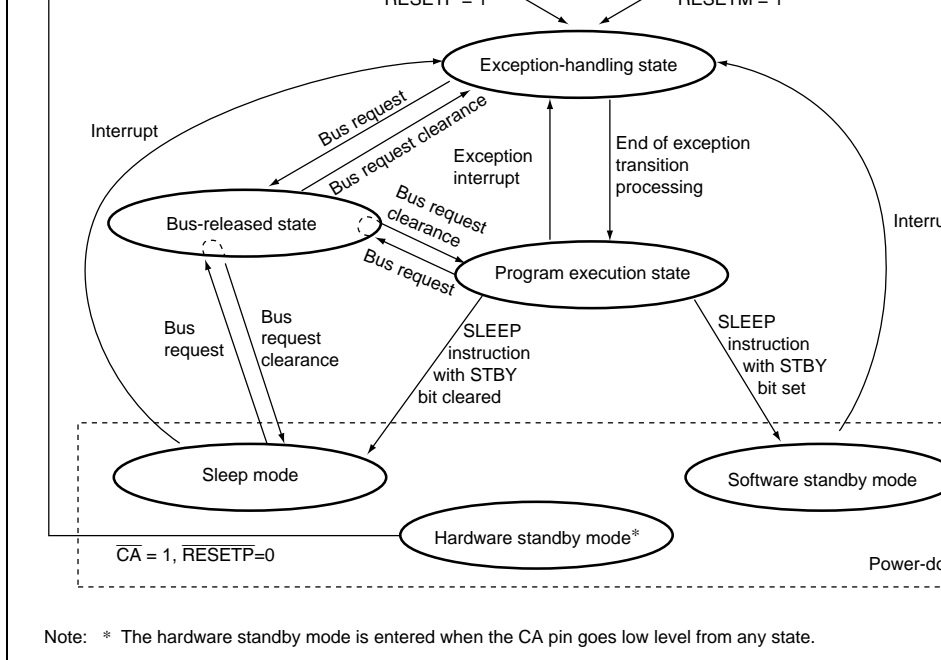 RESETP = 1
RESETM = 1
Exception-handling state
Interrupt
Bus request
Bus request clearance
Exception
interrupt
End of exception
transition
processing
Bus request
clearance
Bus-released state
Bus request
Program execution state
Bus
request
Bus
request
clearance
SLEEP
instruction
with STBY
bit cleared
SLEEP
instruction
with STBY
bit set
Sleep mode
Software standby mode
Hardware standby mode*
CA = 1, RESETP=0
Note: * The hardware standby mode is entered when the CA pin goes low level from any state.